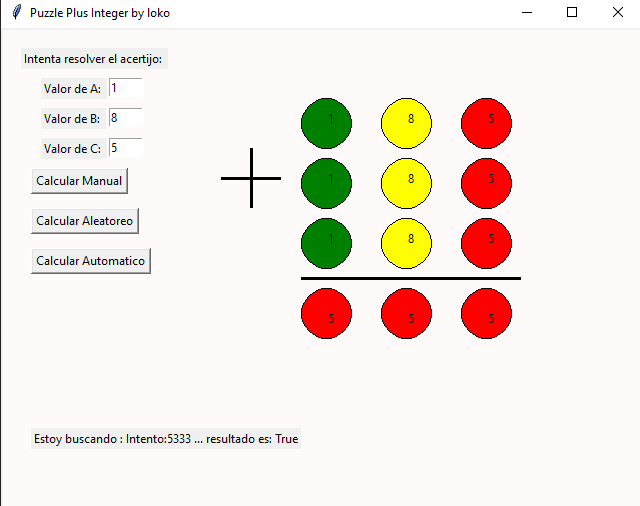 Puzzle Plus Integer by loko
Intenta resolver el acertijo:
Valor de A: 1
Valor de B: 8
Valor de C: 5
Calcular Manual
Calcular Aleatoreo
Calcular Automatico
1 8 5
1 8 5
1 8 5
5 5 5
Estoy buscando : Intento:5333 ... resultado es: True